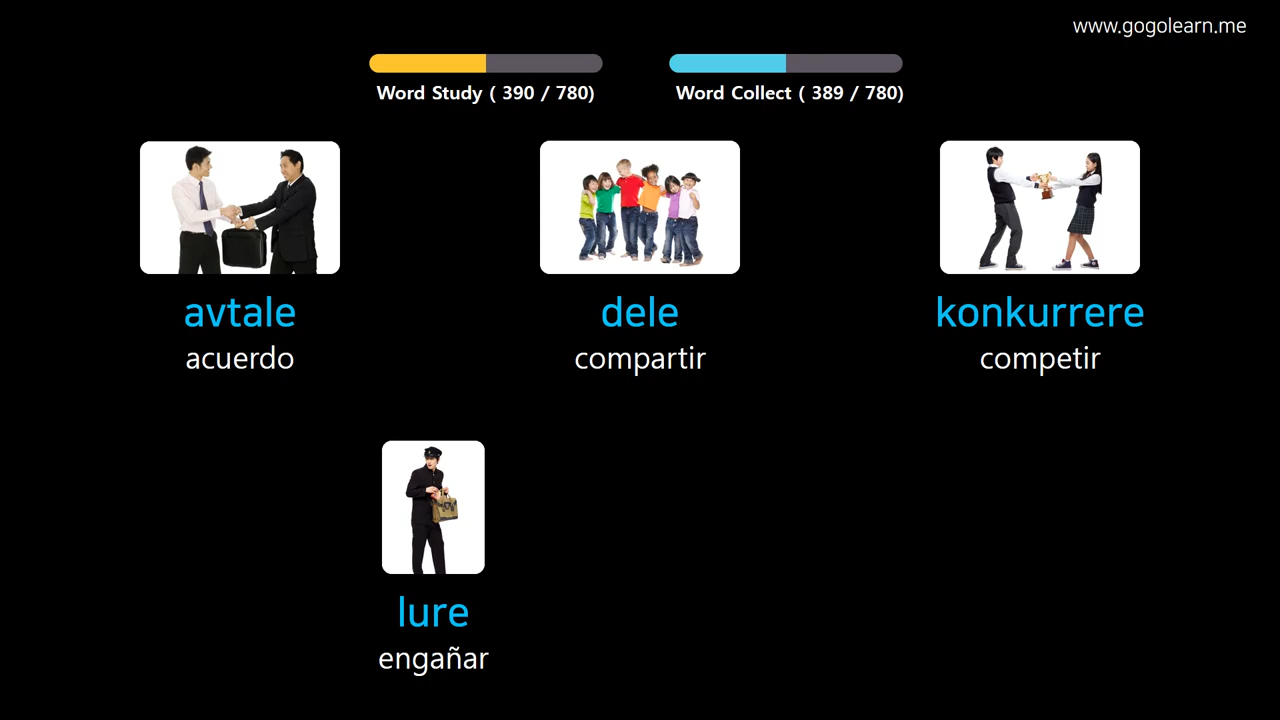 www.gogolearn.me
Word Study ( 390 / 780)
Word Collect ( 389 / 780)
avtale
acuerdo
dele
compartir
konkurrere
competir
lure
engañar